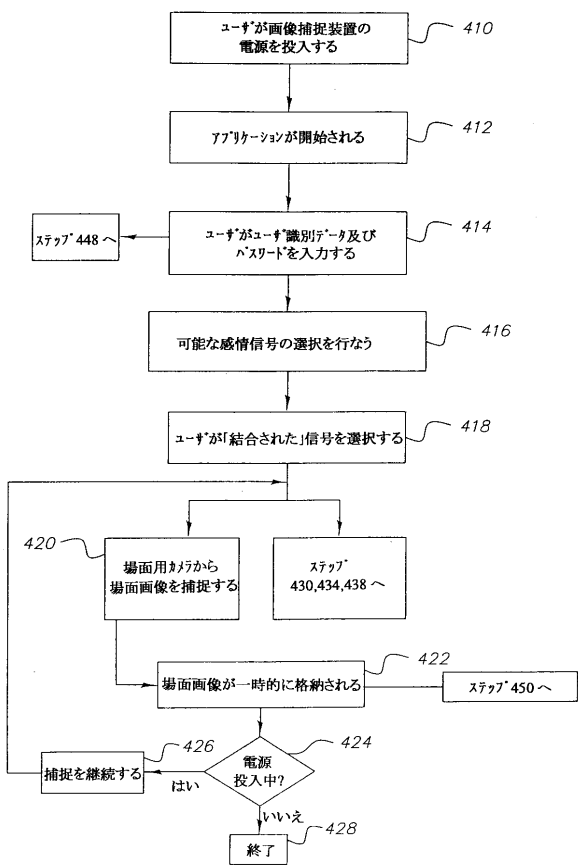 ユーザが画像捕捉装置の
電源を投入する
410
アプリケーションが開始される
412
ステップ448へ
ユーザがユーザ識別データ及び
パスワードを入力する
414
可能な感情信号の選択を行なう
416
ユーザが「結合された」信号を選択する
418
420
場面用カメラから
場面画像を捕捉する
ステップ
430,434,438へ
場面画像が一時的に格納される
422
ステップ450へ
426
捕捉を継続する
はい
電源
投入中?
424
いいえ
終了
428